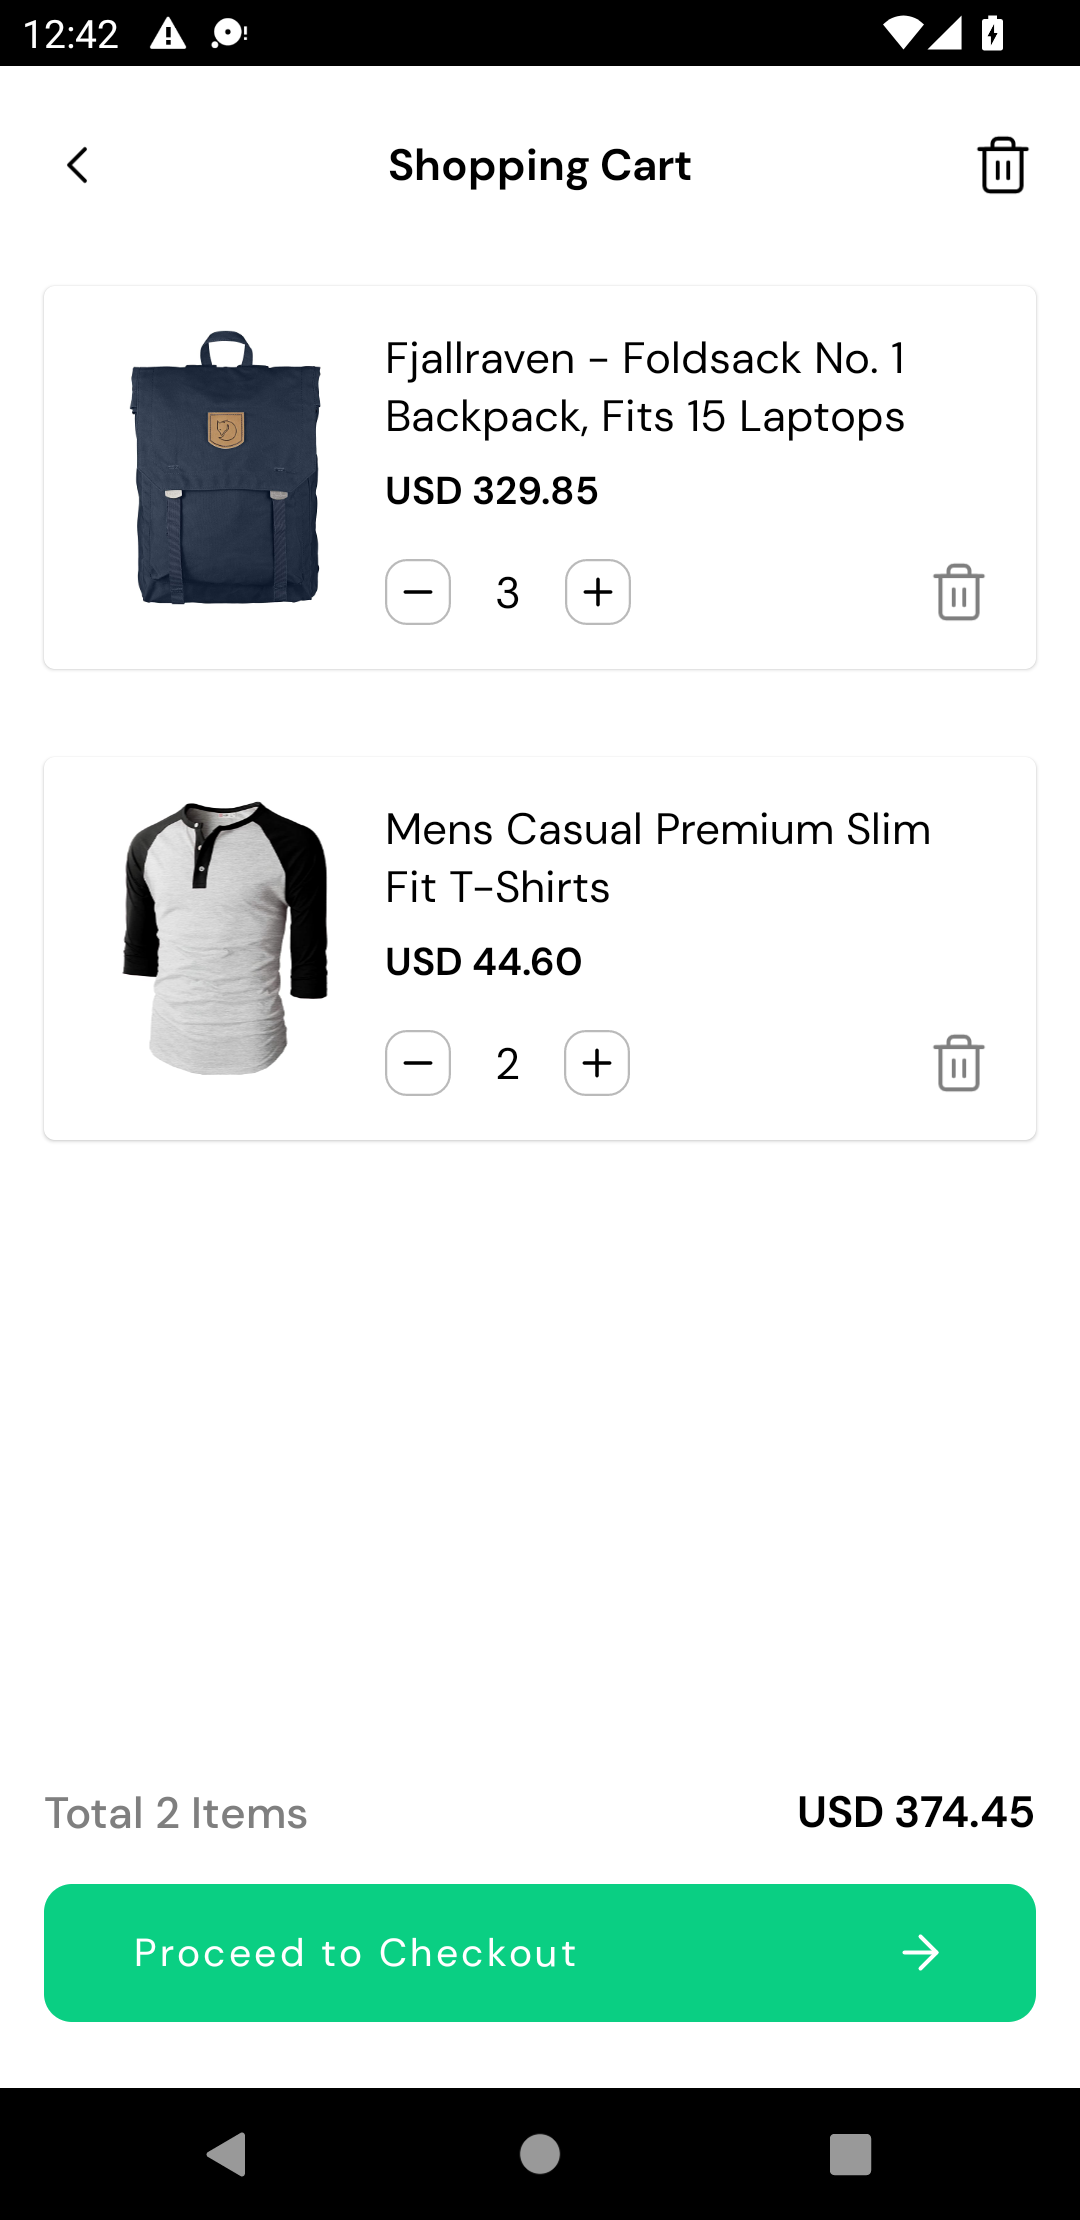 12:42
Shopping Cart
Fjallraven - Foldsack No. 1
Backpack, Fits 15 Laptops
USD 329.85
3
Mens Casual Premium Slim
Fit T-Shirts
USD 44.60
2
Total 2 Items
USD 374.45
Proceed to Checkout